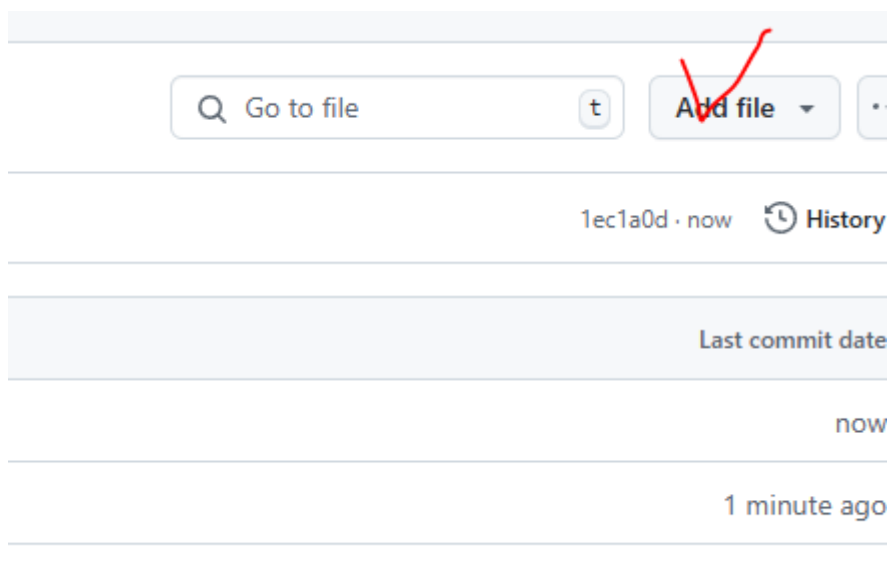 Go to file t Add file
1ec1a0d · now History
Last commit date
now
1 minute ago